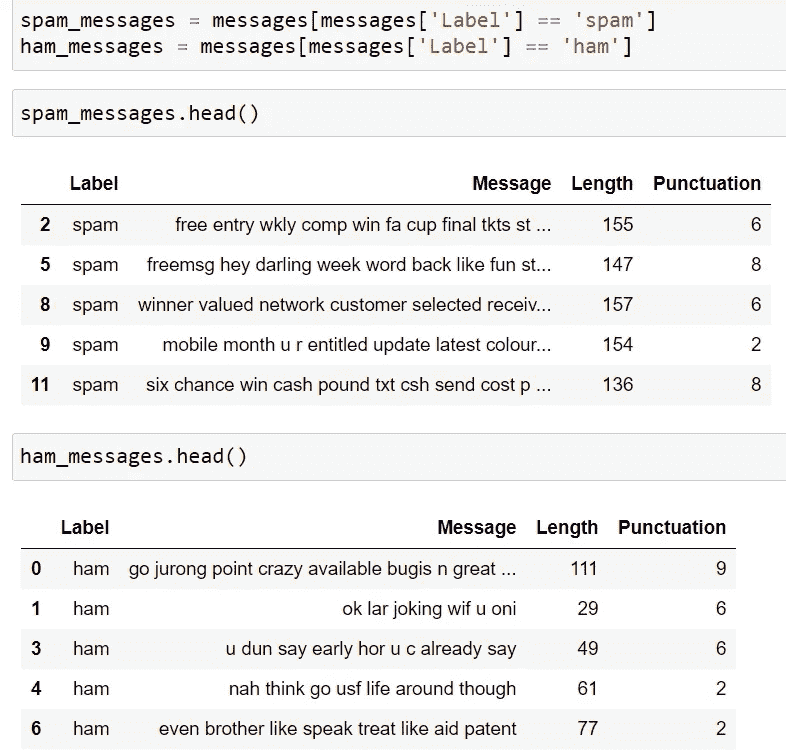 spam_messages = messages[messages['Label'] == 'spam']
ham_messages = messages[messages['Label'] == 'ham']
spam_messages.head()
Label Message Length Punctuation
2 spam free entry wkly comp win fa cup final tkts st ... 155 6
5 spam freemsg hey darling week word back like fun st... 147 8
8 spam winner valued network customer selected receiv... 157 6
9 spam mobile month u r entitled update latest colour... 154 2
11 spam six chance win cash pound txt csh send cost p ... 136 8
ham_messages.head()
Label Message Length Punctuation
0 ham go jurong point crazy available bugis n great ... 111 9
1 ham ok lar joking wif u oni 29 6
3 ham u dun say early hor u c already say 49 6
4 ham nah think go usf life around though 61 2
6 ham even brother like speak treat like aid patent 77 2